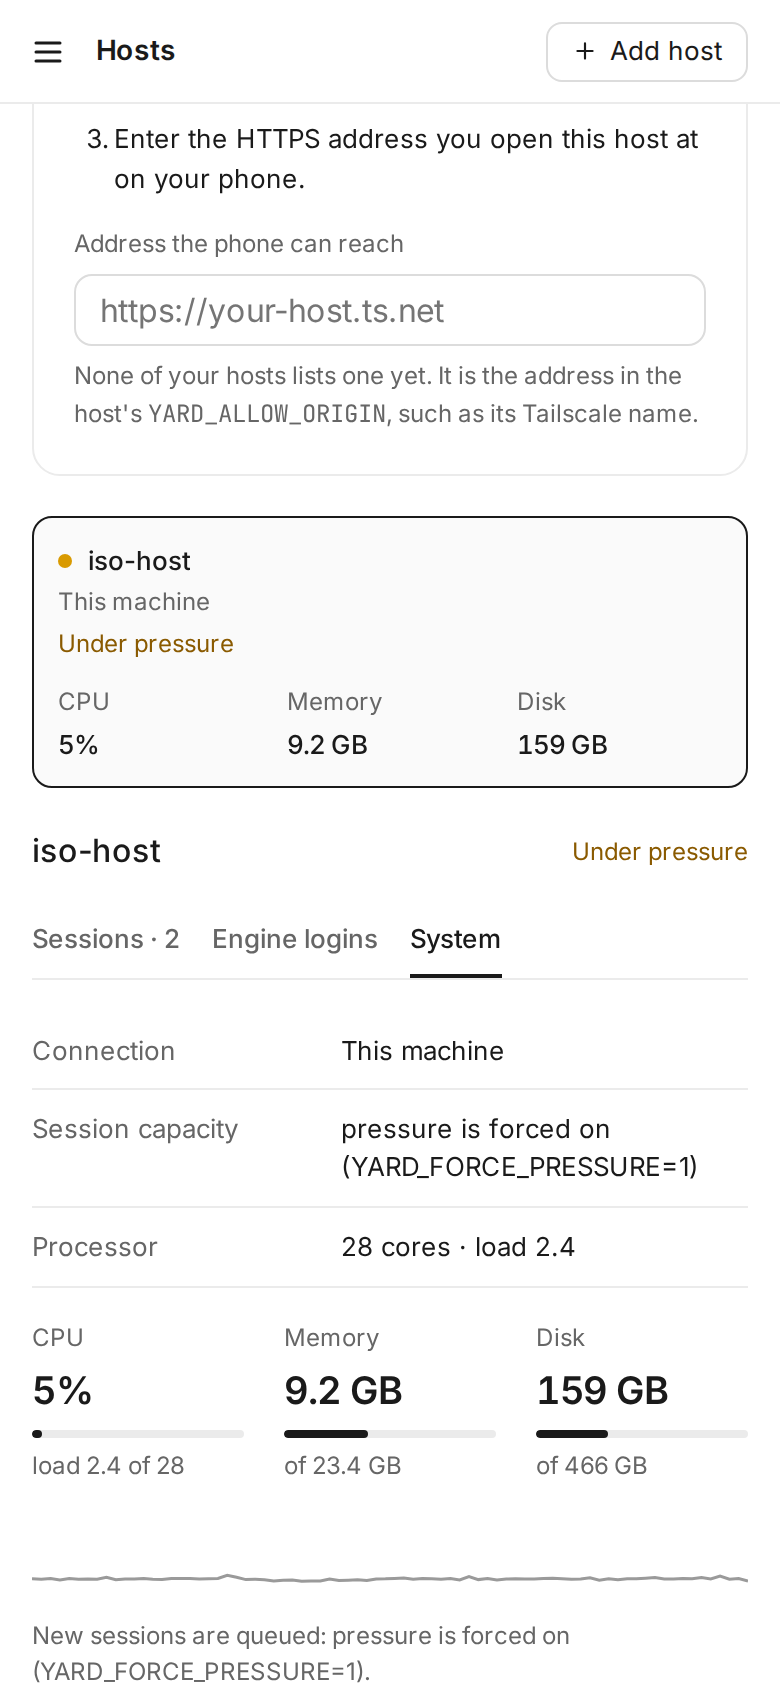 Hosts
+ Add host
3. Enter the HTTPS address you open this host at
on your phone.
Address the phone can reach
https://your-host.ts.net
None of your hosts lists one yet. It is the address in the
host's YARD_ALLOW_ORIGIN, such as its Tailscale name.
iso-host
This machine
Under pressure
CPU Memory Disk
5% 9.2 GB 159 GB
iso-host Under pressure
Sessions · 2 Engine logins System
Connection This machine
Session capacity pressure is forced on
(YARD_FORCE_PRESSURE=1)
Processor 28 cores · load 2.4
CPU Memory Disk
5% 9.2 GB 159 GB
load 2.4 of 28 of 23.4 GB of 466 GB
New sessions are queued: pressure is forced on
(YARD_FORCE_PRESSURE=1).